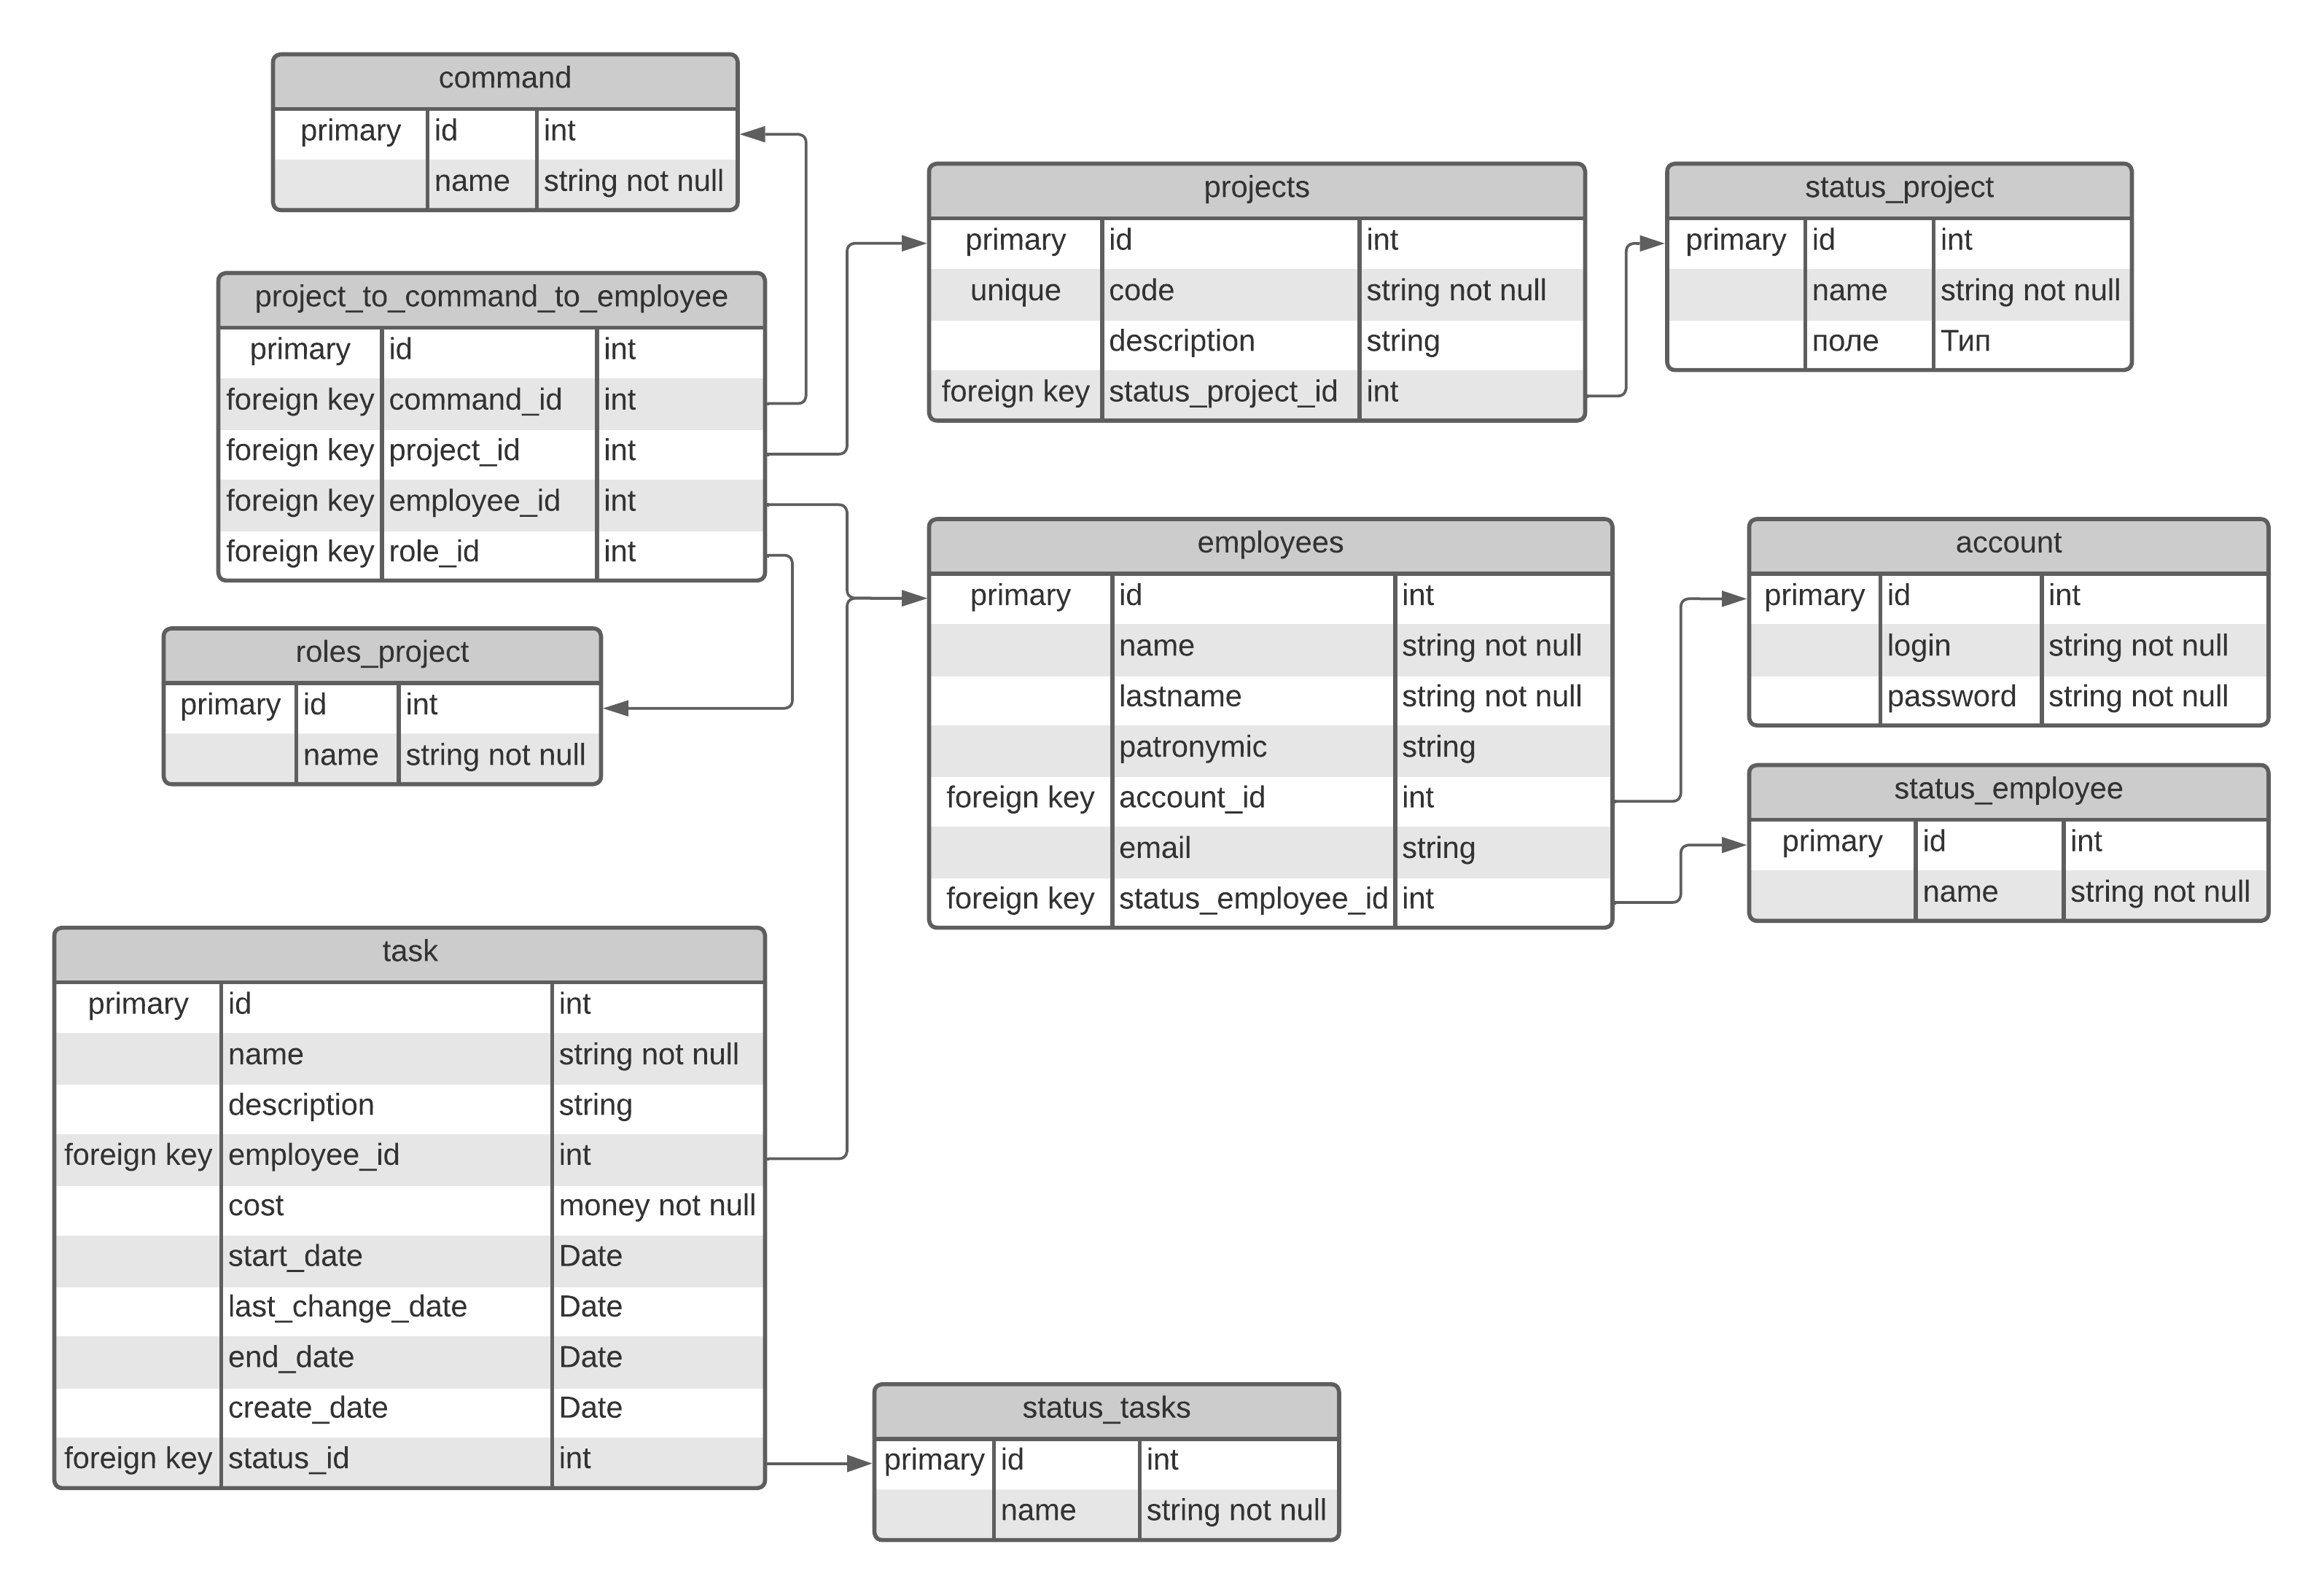 command
primary id int
name string not null
project_to_command_to_employee
primary id int
foreign key command_id int
foreign key project_id int
foreign key employee_id int
foreign key role_id int
roles_project
primary id int
name string not null
projects
primary id int
unique code string not null
description string
foreign key status_project_id int
status_project
primary id int
name string not null
поле Тип
employees
primary id int
name string not null
lastname string not null
patronymic string
foreign key account_id int
email string
foreign key status_employee_id int
account
primary id int
login string not null
password string not null
status_employee
primary id int
name string not null
task
primary id int
name string not null
description string
foreign key employee_id int
cost money not null
start_date Date
last_change_date Date
end_date Date
create_date Date
foreign key status_id int
status_tasks
primary id int
name string not null